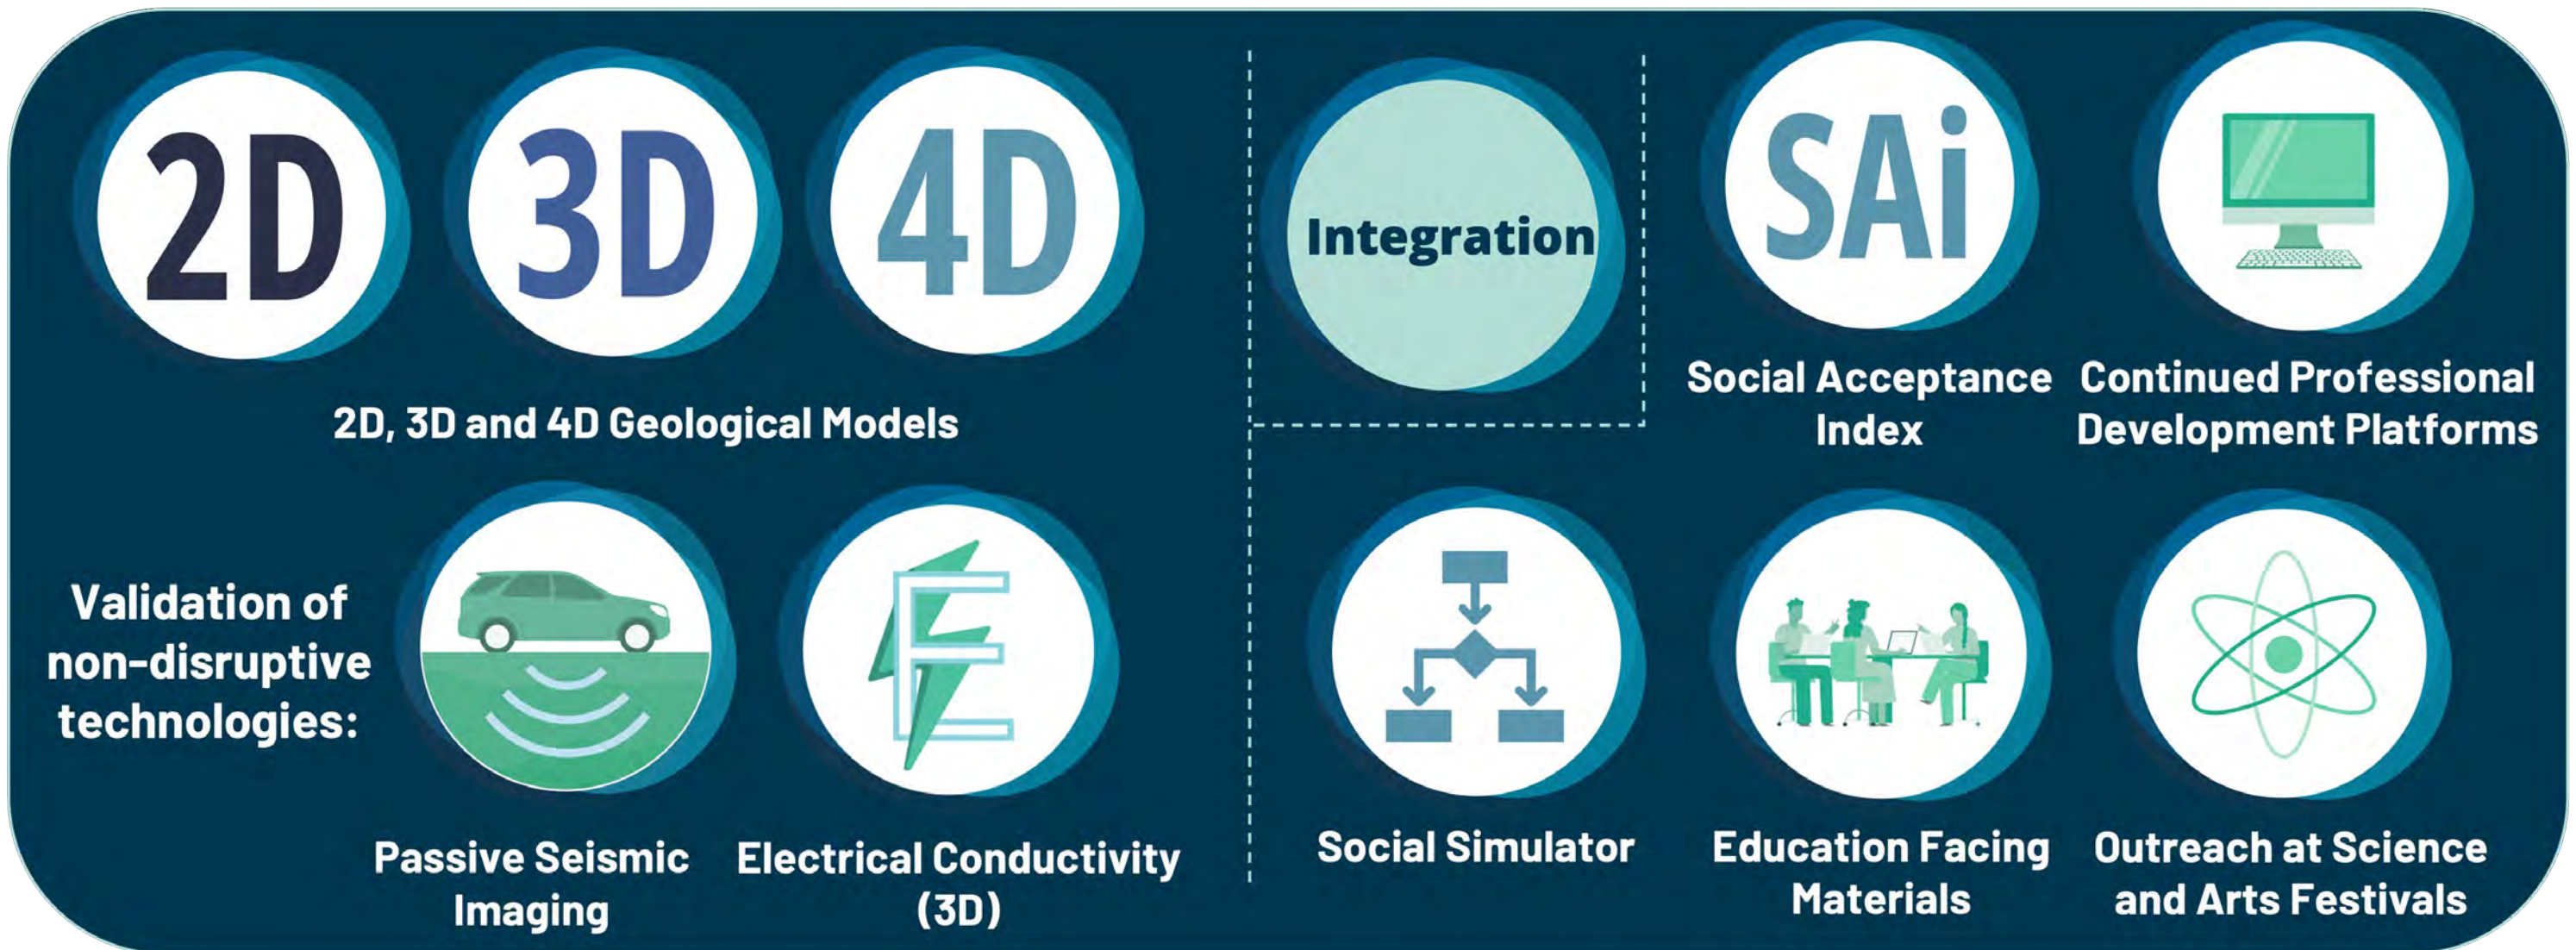 2D
3D
4D
2D, 3D and 4D Geological Models
Validation of
non-disruptive
technologies:
Passive Seismic
Imaging
E
Electrical Conductivity
(3D)
Integration
SAi
Social Acceptance
Index
Continued Professional
Development Platforms
Social Simulator
Education Facing
Materials
Outreach at Science
and Arts Festivals